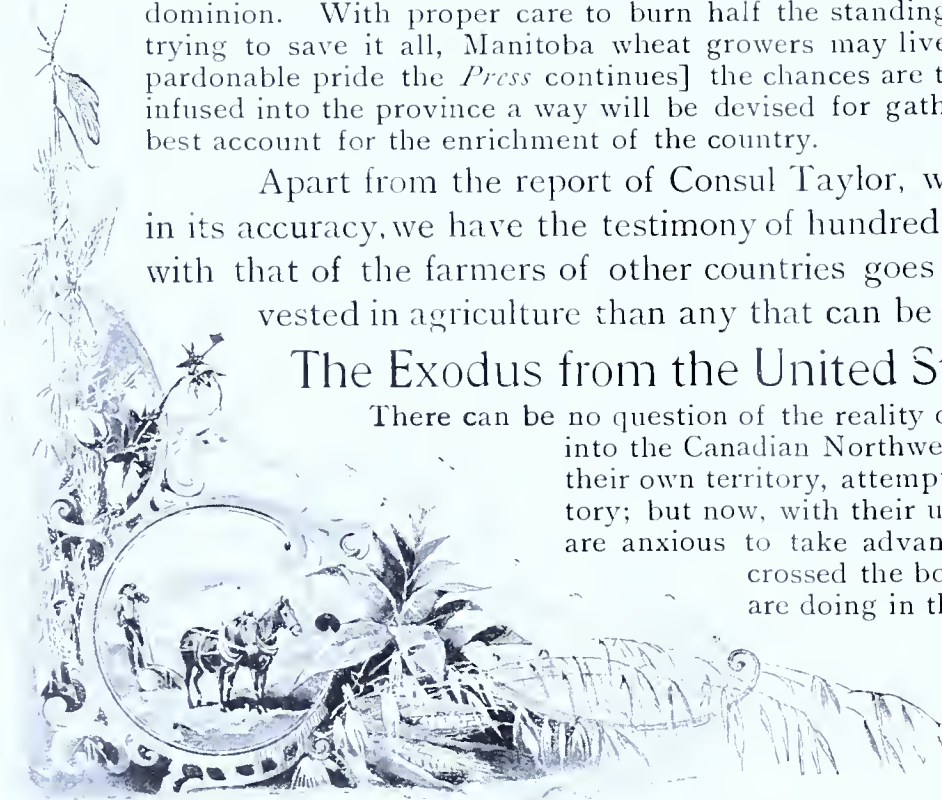 dominion. With proper care to burn half the standing
trying to save it all, Manitoba wheat growers may live
pardonable pride the Press continues] the chances are t
infused into the province a way will be devised for gath
best account for the enrichment of the country.
Apart from the report of Consul Taylor, w
in its accuracy, we have the testimony of hundred
with that of the farmers of other countries goes
vested in agriculture than any that can be
The Exodus from the United St
There can be no question of the reality o
into the Canadian Northwe
their own territory, attemp
tory; but now, with their u
are anxious to take advan
crossed the bo
are doing in th